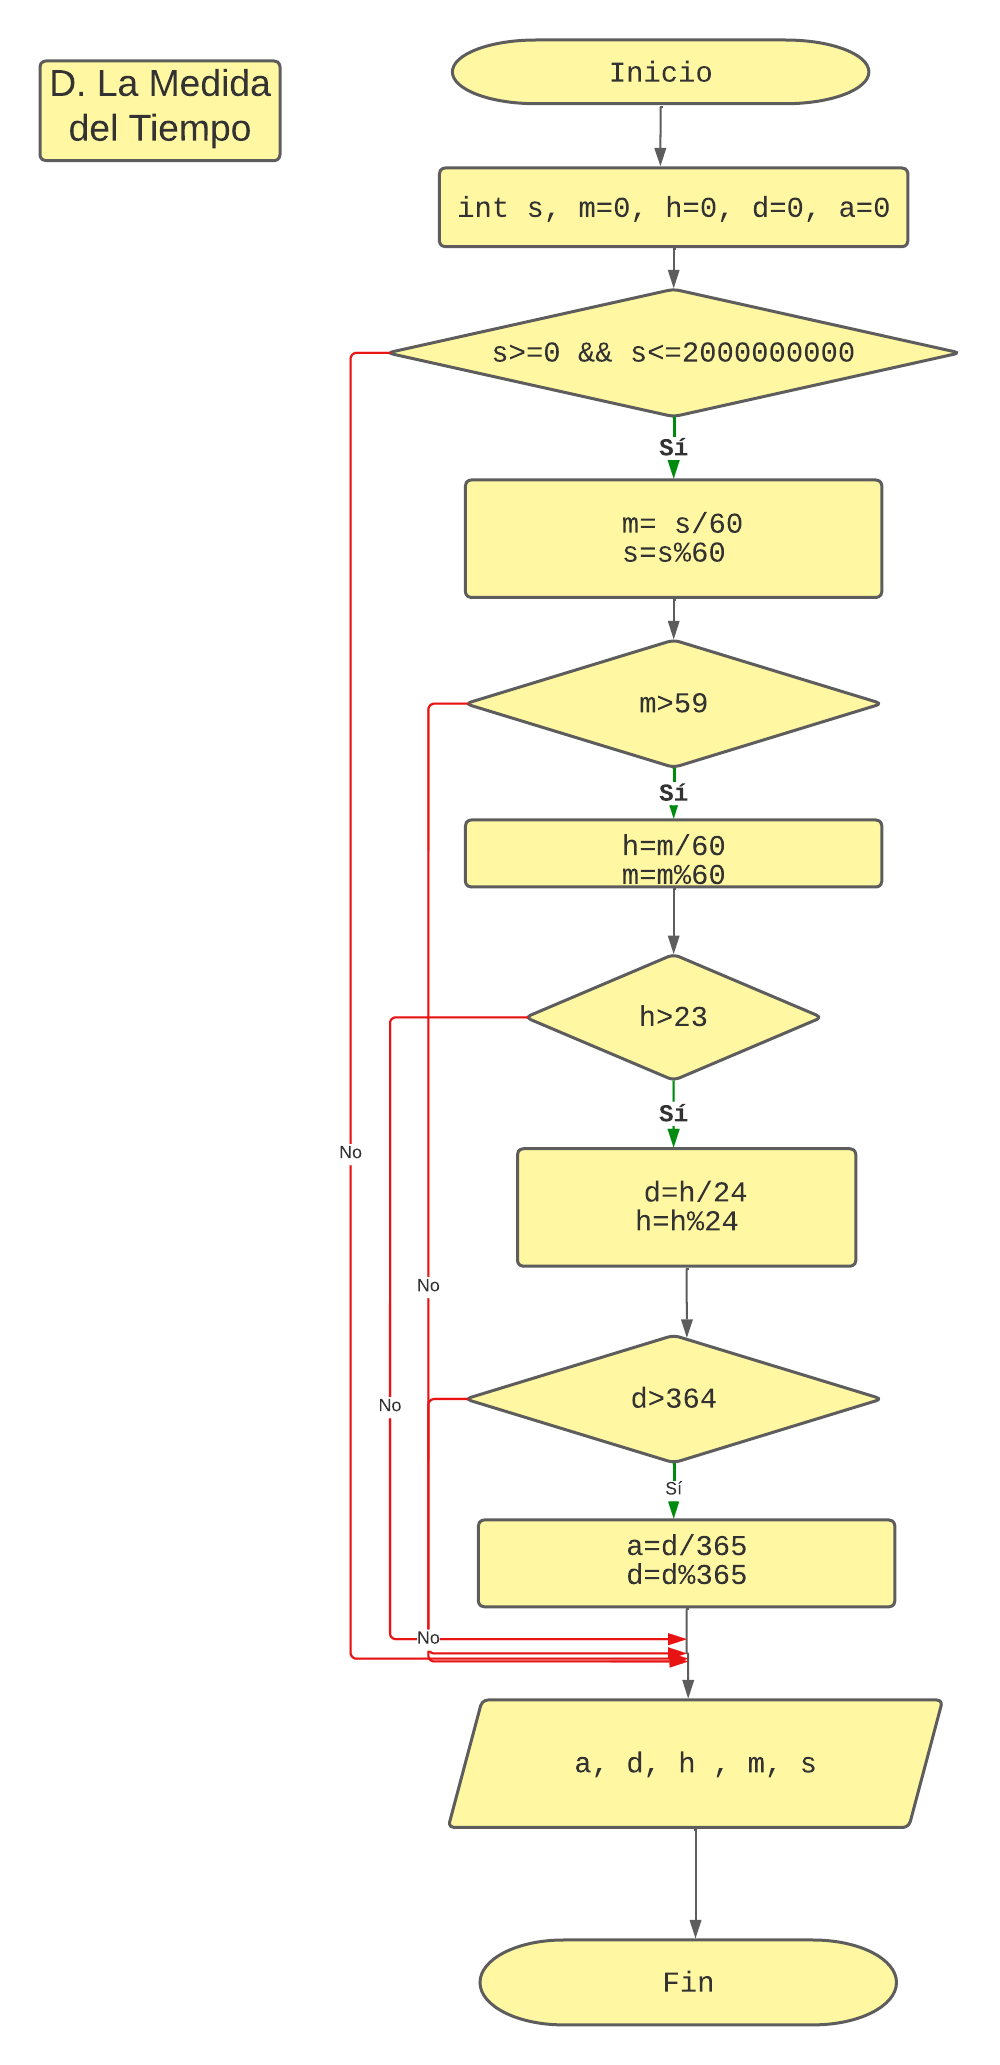 D. La Medida
del Tiempo
Inicio
int s, m=0, h=0, d=0, a=0
s>=0 && s<=2000000000
Sí
m= s/60
s=s%60
m>59
Sí
h=m/60
m=m%60
h>23
Sí
No
d=h/24
h=h%24
No
d>364
No
Sí
a=d/365
d=d%365
No
a, d, h , m, s
Fin